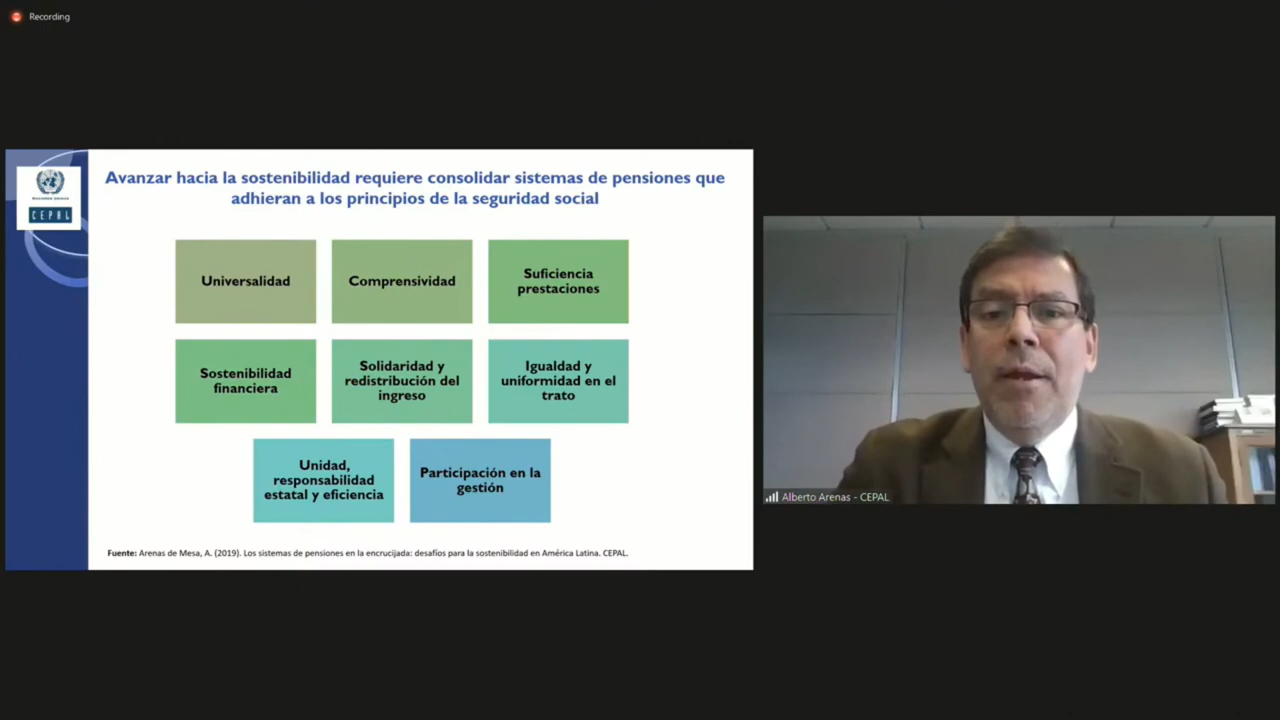 Recording
NACIONES UNIDAS
CEPAL
Avanzar hacia la sostenibilidad requiere consolidar sistemas de pensiones que
adhieran a los principios de la seguridad social
Universalidad
Comprensividad
Suficiencia
prestaciones
Sostenibilidad
financiera
Solidaridad y
redistribución del
ingreso
Igualdad y
uniformidad en el
trato
Unidad,
responsabilidad
estatal y eficiencia
Participación en la
gestión
Fuente: Arenas de Mesa, A. (2019). Los sistemas de pensiones en la encrucijada: desafíos para la sostenibilidad en América Latina. CEPAL.
Alberto Arenas - CEPAL